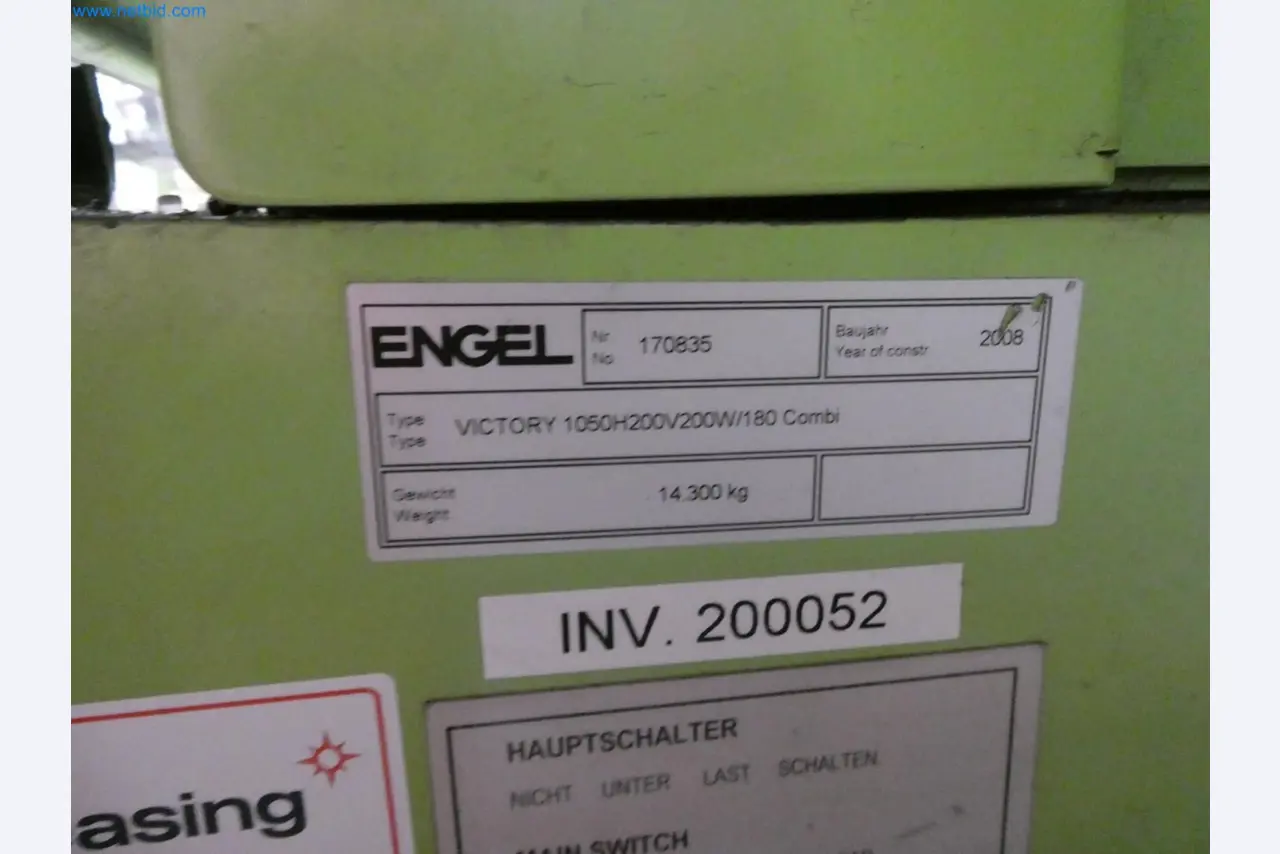 www.netbid.com
ENGEL
Nr
No
170835
Baujahr
Year of constr
2008
Type
Type
VICTORY 1050H200V200W/180 Combi
Gewicht
Weight
14.300 kg
INV. 200052
HAUPTSCHALTER
NICHT UNTER LAST SCHALTEN
MAIN SWITCH
easing